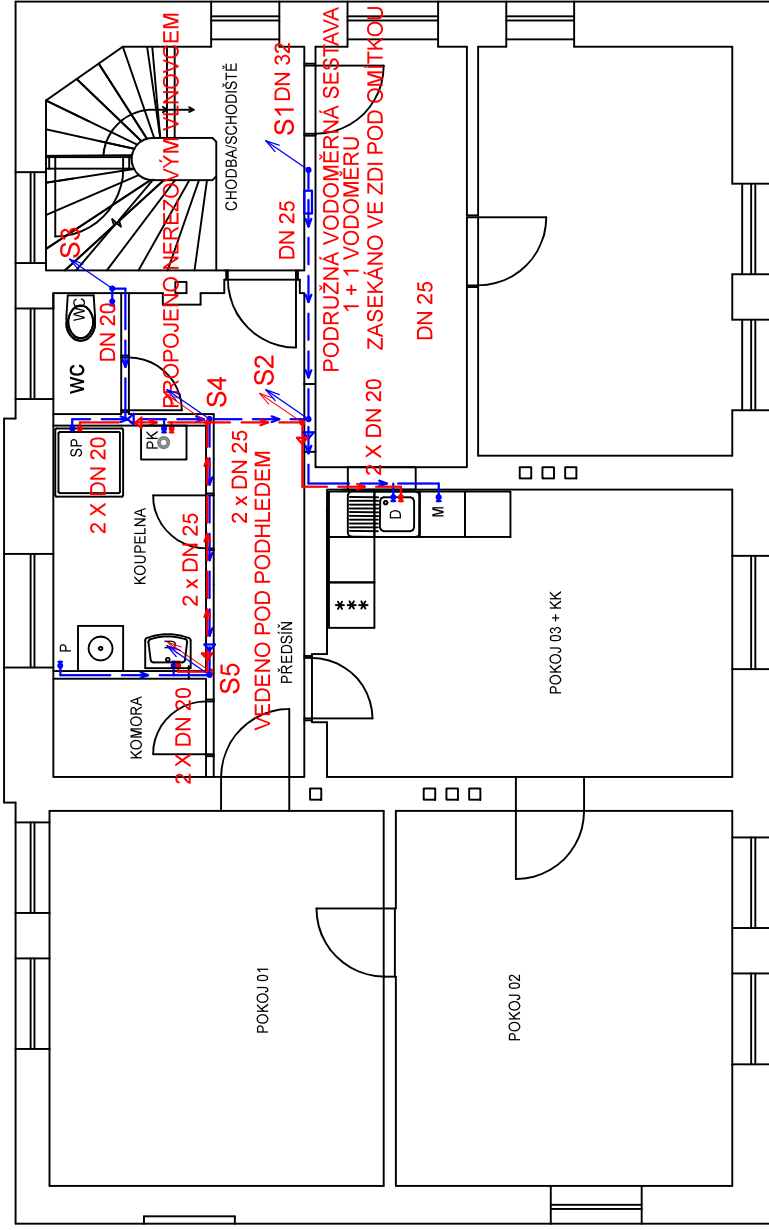 WC
WC
S3
DN 20
PROPOJENO NEREZOVÝM VLNOVCEM
CHODBA/SCHODIŠTĚ
S1
DN 32
DN 25
PODRUŽNÁ VODOMĚRNÁ SESTAVA
1 + 1 VODOMĚRU
ZASEKÁNO VE ZDI POD OMÍTKOU
DN 25
SP
2 X DN 20
PK
S4
S2
2 x DN 25
VEDENO POD PODHLEDEM
2 X DN 20
KOUPELNA
2 x DN 25
P
S5
PŘEDSÍŇ
KOMORA
2 X DN 20
D
M
***
POKOJ 03 + KK
POKOJ 01
POKOJ 02